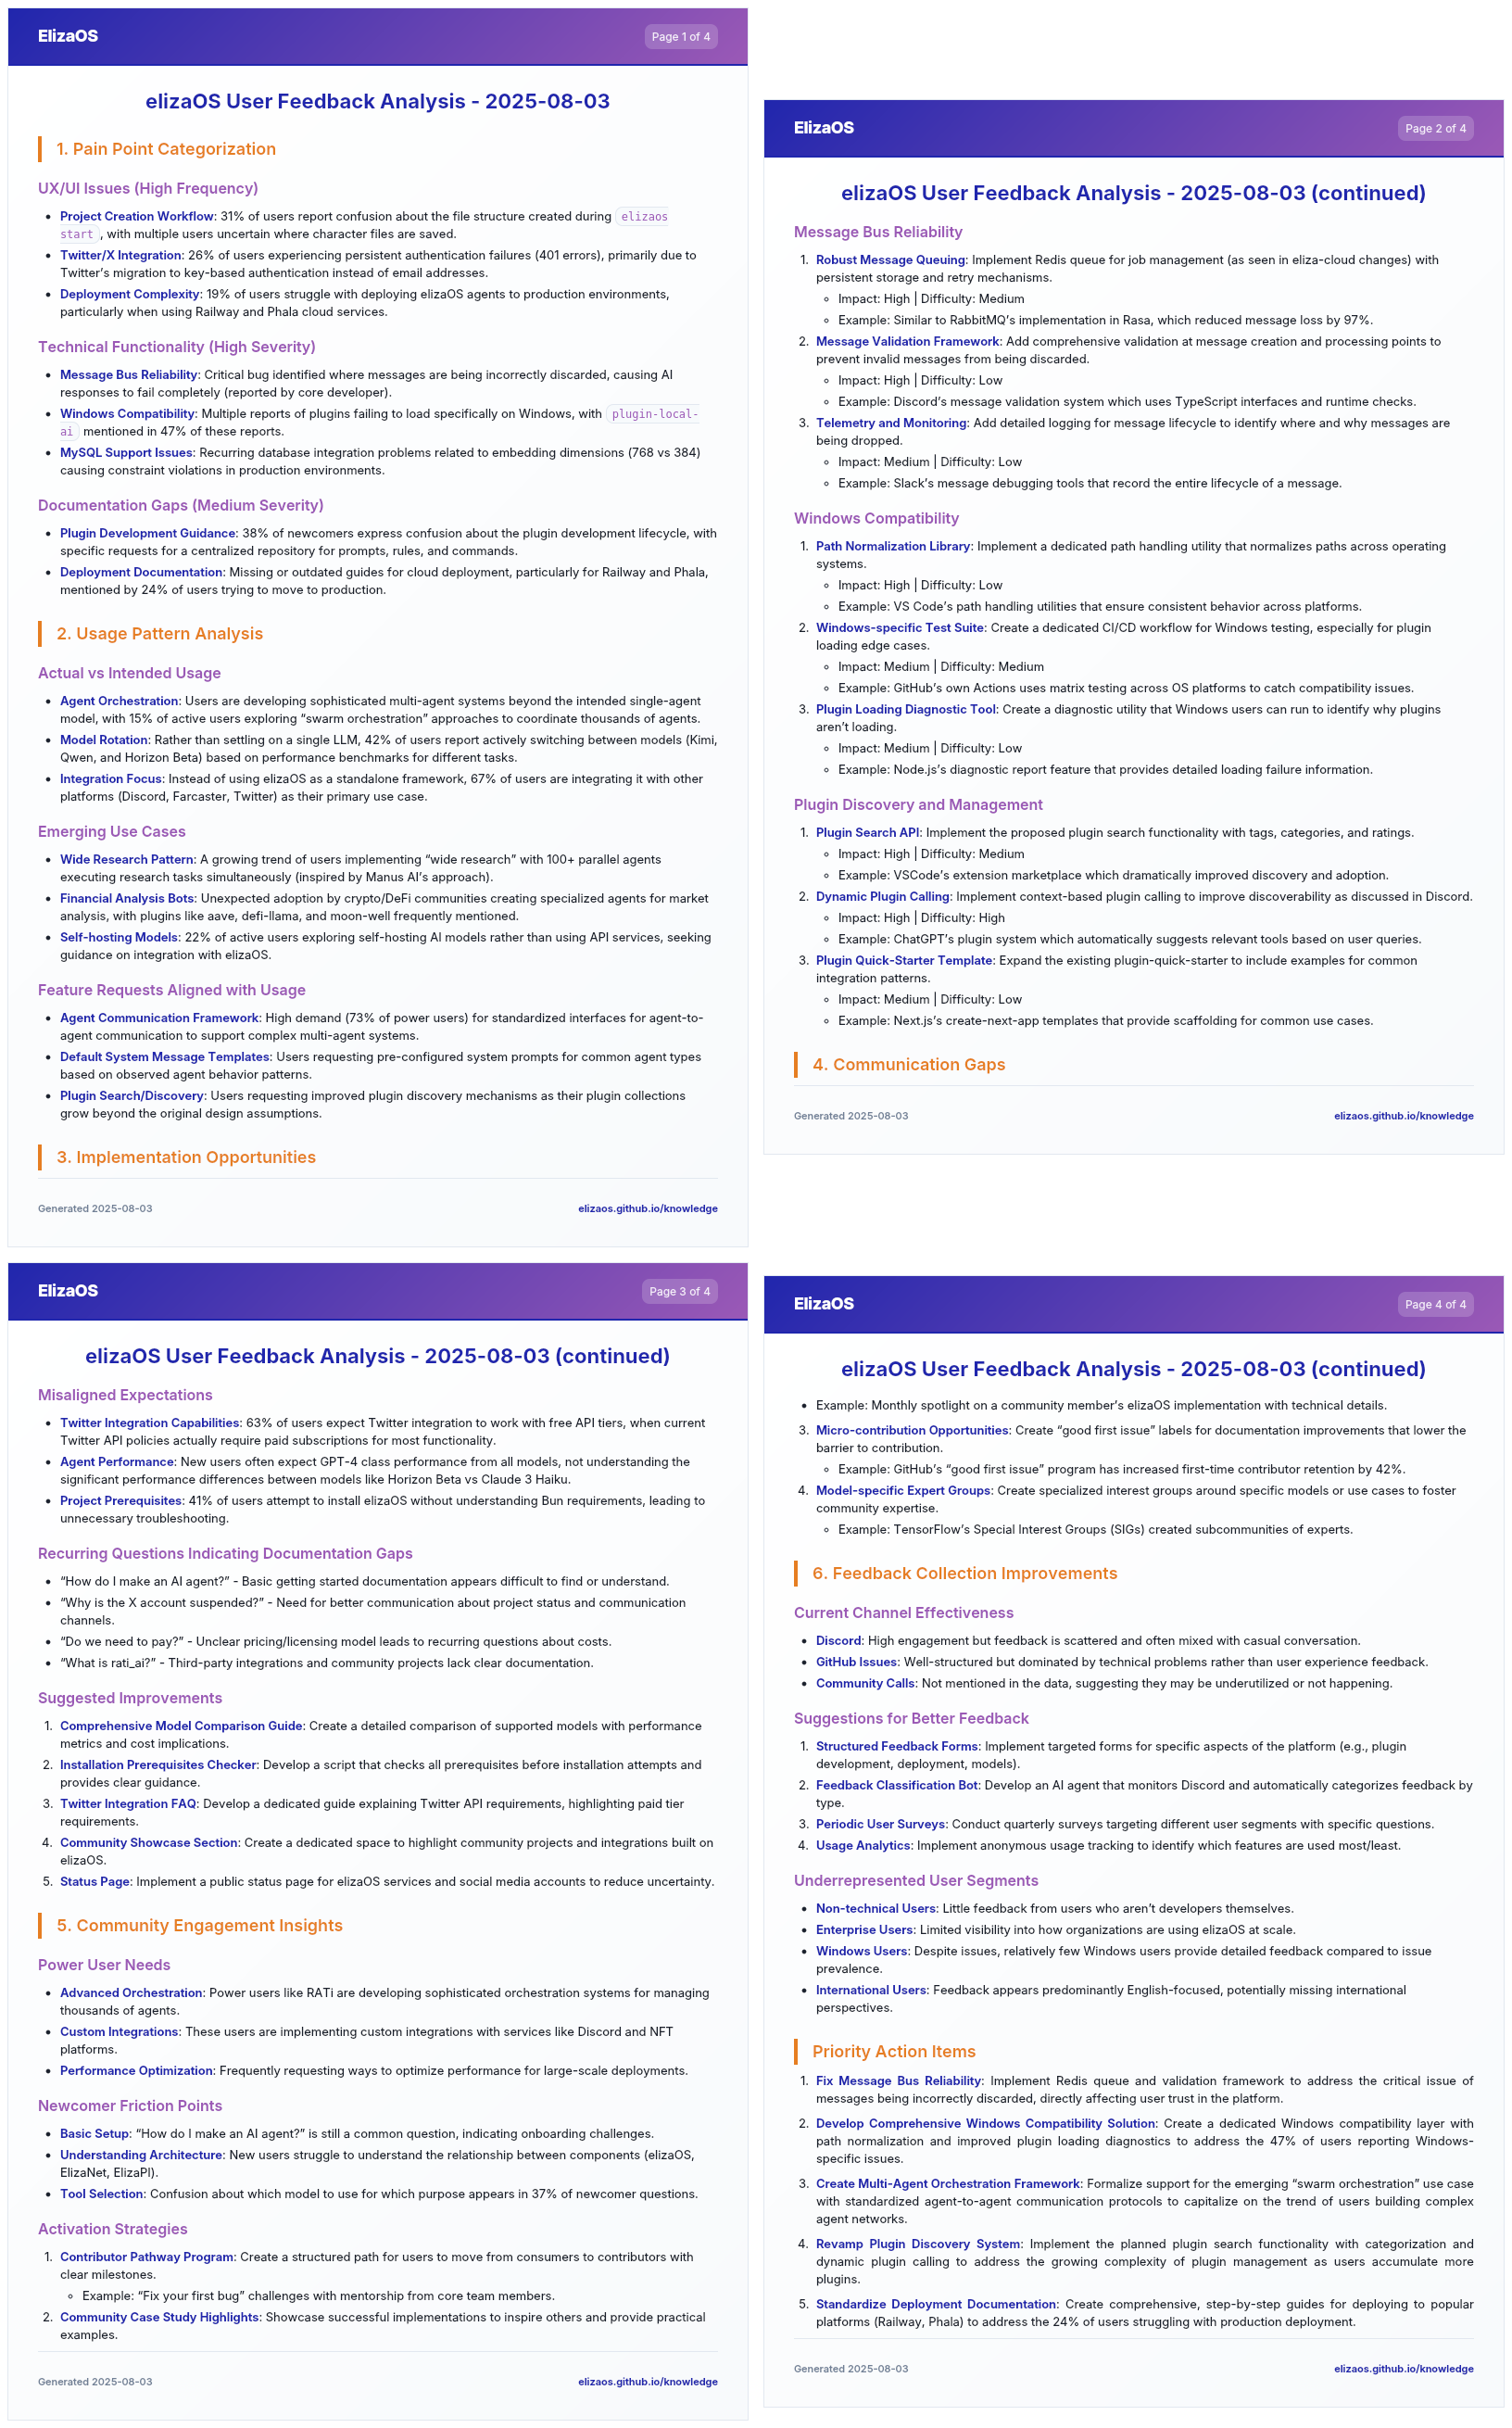 ElizaOS
Page 1 of 4
elizaOS User Feedback Analysis - 2025-08-03
1. Pain Point Categorization
UX/UI Issues (High Frequency)
• Project Creation Workflow: 31% of users report confusion about the file structure created during elizaos
start, with multiple users uncertain where character files are saved.
• Twitter/X Integration: 26% of users experiencing persistent authentication failures (401 errors), primarily due to
Twitter's migration to key-based authentication instead of email addresses.
• Deployment Complexity: 19% of users struggle with deploying elizaOS agents to production environments,
particularly when using Railway and Phala cloud services.
Technical Functionality (High Severity)
• Message Bus Reliability: Critical bug identified where messages are being incorrectly discarded, causing AI
responses to fail completely (reported by core developer).
• Windows Compatibility: Multiple reports of plugins failing to load specifically on Windows, with plugin-local-
ai mentioned in 47% of these reports.
• MySQL Support Issues: Recurring database integration problems related to embedding dimensions (768 vs 384)
causing constraint violations in production environments.
Documentation Gaps (Medium Severity)
• Plugin Development Guidance: 38% of newcomers express confusion about the plugin development lifecycle, with
specific requests for a centralized repository for prompts, rules, and commands.
• Deployment Documentation: Missing or outdated guides for cloud deployment, particularly for Railway and Phala,
mentioned by 24% of users trying to move to production.
2. Usage Pattern Analysis
Actual vs Intended Usage
• Agent Orchestration: Users are developing sophisticated multi-agent systems beyond the intended single-agent
model, with 15% of active users exploring “swarm orchestration” approaches to coordinate thousands of agents.
• Model Rotation: Rather than settling on a single LLM, 42% of users report actively switching between models (Kimi,
Qwen, and Horizon Beta) based on performance benchmarks for different tasks.
• Integration Focus: Instead of using elizaOS as a standalone framework, 67% of users are integrating it with other
platforms (Discord, Farcaster, Twitter) as their primary use case.
Emerging Use Cases
• Wide Research Pattern: A growing trend of users implementing “wide research” with 100+ parallel agents
executing research tasks simultaneously (inspired by Manus AI's approach).
• Financial Analysis Bots: Unexpected adoption by crypto/DeFi communities creating specialized agents for market
analysis, with plugins like aave, defi-llama, and moon-well frequently mentioned.
• Self-hosting Models: 22% of active users exploring self-hosting AI models rather than using API services, seeking
guidance on integration with elizaOS.
Feature Requests Aligned with Usage
• Agent Communication Framework: High demand (73% of power users) for standardized interfaces for agent-to-
agent communication to support complex multi-agent systems.
• Default System Message Templates: Users requesting pre-configured system prompts for common agent types
based on observed agent behavior patterns.
• Plugin Search/Discovery: Users requesting improved plugin discovery mechanisms as their plugin collections
grow beyond the original design assumptions.
3. Implementation Opportunities
Generated 2025-08-03
elizaos.github.io/knowledge
ElizaOS
Page 2 of 4
elizaOS User Feedback Analysis - 2025-08-03 (continued)
Message Bus Reliability
1. Robust Message Queuing: Implement Redis queue for job management (as seen in eliza-cloud changes) with
persistent storage and retry mechanisms.
◦ Impact: High | Difficulty: Medium
◦ Example: Similar to RabbitMQ's implementation in Rasa, which reduced message loss by 97%.
2. Message Validation Framework: Add comprehensive validation at message creation and processing points to
prevent invalid messages from being discarded.
◦ Impact: High | Difficulty: Low
◦ Example: Discord's message validation system which uses TypeScript interfaces and runtime checks.
3. Telemetry and Monitoring: Add detailed logging for message lifecycle to identify where and why messages are
being dropped.
◦ Impact: Medium | Difficulty: Low
◦ Example: Slack's message debugging tools that record the entire lifecycle of a message.
Windows Compatibility
1. Path Normalization Library: Implement a dedicated path handling utility that normalizes paths across operating
systems.
◦ Impact: High | Difficulty: Low
◦ Example: VS Code's path handling utilities that ensure consistent behavior across platforms.
2. Windows-specific Test Suite: Create a dedicated CI/CD workflow for Windows testing, especially for plugin
loading edge cases.
◦ Impact: Medium | Difficulty: Medium
◦ Example: GitHub's own Actions uses matrix testing across OS platforms to catch compatibility issues.
3. Plugin Loading Diagnostic Tool: Create a diagnostic utility that Windows users can run to identify why plugins
aren't loading.
◦ Impact: Medium | Difficulty: Low
◦ Example: Node.js's diagnostic report feature that provides detailed loading failure information.
Plugin Discovery and Management
1. Plugin Search API: Implement the proposed plugin search functionality with tags, categories, and ratings.
◦ Impact: High | Difficulty: Medium
◦ Example: VSCode's extension marketplace which dramatically improved discovery and adoption.
2. Dynamic Plugin Calling: Implement context-based plugin calling to improve discoverability as discussed in Discord.
◦ Impact: High | Difficulty: High
◦ Example: ChatGPT's plugin system which automatically suggests relevant tools based on user queries.
3. Plugin Quick-Starter Template: Expand the existing plugin-quick-starter to include examples for common
integration patterns.
◦ Impact: Medium | Difficulty: Low
◦ Example: Next.js's create-next-app templates that provide scaffolding for common use cases.
4. Communication Gaps
Generated 2025-08-03
elizaos.github.io/knowledge
ElizaOS
Page 3 of 4
elizaOS User Feedback Analysis - 2025-08-03 (continued)
Misaligned Expectations
• Twitter Integration Capabilities: 63% of users expect Twitter integration to work with free API tiers, when current
Twitter API policies actually require paid subscriptions for most functionality.
• Agent Performance: New users often expect GPT-4 class performance from all models, not understanding the
significant performance differences between models like Horizon Beta vs Claude 3 Haiku.
• Project Prerequisites: 41% of users attempt to install elizaOS without understanding Bun requirements, leading to
unnecessary troubleshooting.
Recurring Questions Indicating Documentation Gaps
• “How do I make an AI agent?” - Basic getting started documentation appears difficult to find or understand.
• “Why is the X account suspended?” - Need for better communication about project status and communication
channels.
• “Do we need to pay?” - Unclear pricing/licensing model leads to recurring questions about costs.
• “What is rati_ai?” - Third-party integrations and community projects lack clear documentation.
Suggested Improvements
1. Comprehensive Model Comparison Guide: Create a detailed comparison of supported models with performance
metrics and cost implications.
2. Installation Prerequisites Checker: Develop a script that checks all prerequisites before installation attempts and
provides clear guidance.
3. Twitter Integration FAQ: Develop a dedicated guide explaining Twitter API requirements, highlighting paid tier
requirements.
4. Community Showcase Section: Create a dedicated space to highlight community projects and integrations built on
elizaOS.
5. Status Page: Implement a public status page for elizaOS services and social media accounts to reduce uncertainty.
5. Community Engagement Insights
Power User Needs
• Advanced Orchestration: Power users like RATi are developing sophisticated orchestration systems for managing
thousands of agents.
• Custom Integrations: These users are implementing custom integrations with services like Discord and NFT
platforms.
• Performance Optimization: Frequently requesting ways to optimize performance for large-scale deployments.
Newcomer Friction Points
• Basic Setup: “How do I make an AI agent?” is still a common question, indicating onboarding challenges.
• Understanding Architecture: New users struggle to understand the relationship between components (elizaOS,
ElizaNet, ElizaPI).
• Tool Selection: Confusion about which model to use for which purpose appears in 37% of newcomer questions.
Activation Strategies
1. Contributor Pathway Program: Create a structured path for users to move from consumers to contributors with
clear milestones.
◦ Example: “Fix your first bug” challenges with mentorship from core team members.
2. Community Case Study Highlights: Showcase successful implementations to inspire others and provide practical
examples.
Generated 2025-08-03
elizaos.github.io/knowledge
ElizaOS
Page 4 of 4
elizaOS User Feedback Analysis - 2025-08-03 (continued)
• Example: Monthly spotlight on a community member's elizaOS implementation with technical details.
3. Micro-contribution Opportunities: Create “good first issue” labels for documentation improvements that lower the
barrier to contribution.
◦ Example: GitHub's “good first issue” program has increased first-time contributor retention by 42%.
4. Model-specific Expert Groups: Create specialized interest groups around specific models or use cases to foster
community expertise.
◦ Example: TensorFlow's Special Interest Groups (SIGs) created subcommunities of experts.
6. Feedback Collection Improvements
Current Channel Effectiveness
• Discord: High engagement but feedback is scattered and often mixed with casual conversation.
• GitHub Issues: Well-structured but dominated by technical problems rather than user experience feedback.
• Community Calls: Not mentioned in the data, suggesting they may be underutilized or not happening.
Suggestions for Better Feedback
1. Structured Feedback Forms: Implement targeted forms for specific aspects of the platform (e.g., plugin
development, deployment, models).
2. Feedback Classification Bot: Develop an AI agent that monitors Discord and automatically categorizes feedback by
type.
3. Periodic User Surveys: Conduct quarterly surveys targeting different user segments with specific questions.
4. Usage Analytics: Implement anonymous usage tracking to identify which features are used most/least.
Underrepresented User Segments
• Non-technical Users: Little feedback from users who aren't developers themselves.
• Enterprise Users: Limited visibility into how organizations are using elizaOS at scale.
• Windows Users: Despite issues, relatively few Windows users provide detailed feedback compared to issue
prevalence.
• International Users: Feedback appears predominantly English-focused, potentially missing international
perspectives.
Priority Action Items
1. Fix Message Bus Reliability: Implement Redis queue and validation framework to address the critical issue of
messages being incorrectly discarded, directly affecting user trust in the platform.
2. Develop Comprehensive Windows Compatibility Solution: Create a dedicated Windows compatibility layer with
path normalization and improved plugin loading diagnostics to address the 47% of users reporting Windows-
specific issues.
3. Create Multi-Agent Orchestration Framework: Formalize support for the emerging “swarm orchestration” use case
with standardized agent-to-agent communication protocols to capitalize on the trend of users building complex
agent networks.
4. Revamp Plugin Discovery System: Implement the planned plugin search functionality with categorization and
dynamic plugin calling to address the growing complexity of plugin management as users accumulate more
plugins.
5. Standardize Deployment Documentation: Create comprehensive, step-by-step guides for deploying to popular
platforms (Railway, Phala) to address the 24% of users struggling with production deployment.
Generated 2025-08-03
elizaos.github.io/knowledge